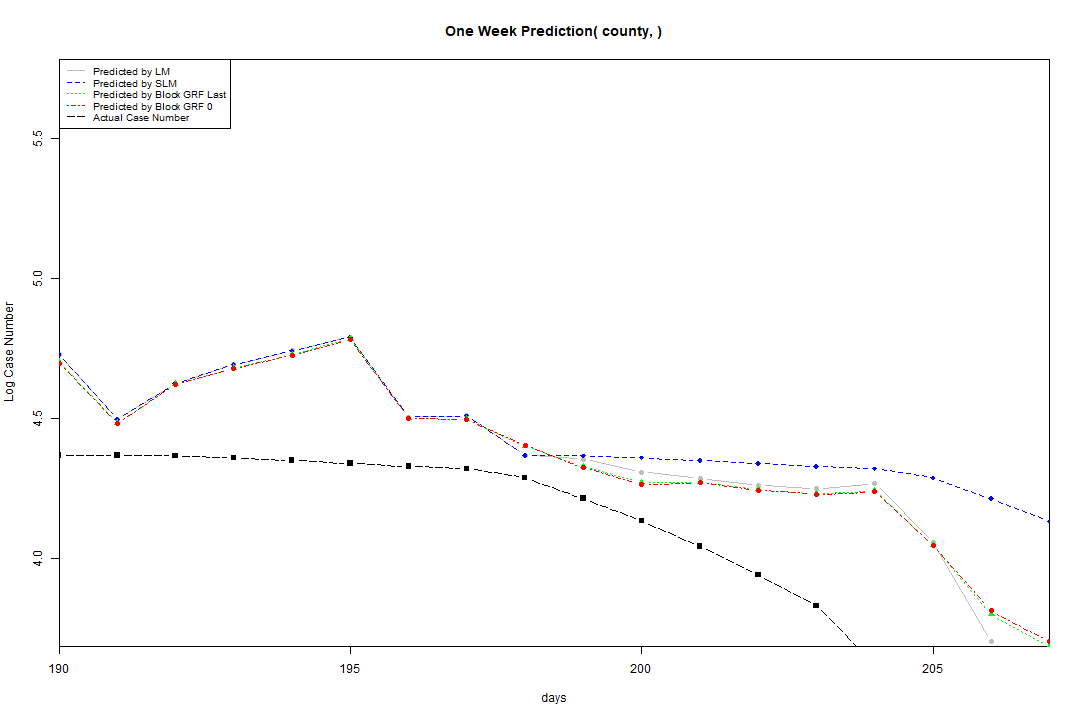 One Week Prediction( county, )
Predicted by LM
Predicted by SLM
Predicted by Block GRF Last
Predicted by Block GRF 0
Actual Case Number
Log Case Number
5.5
5.0
4.5
4.0
190 195 200 205
days